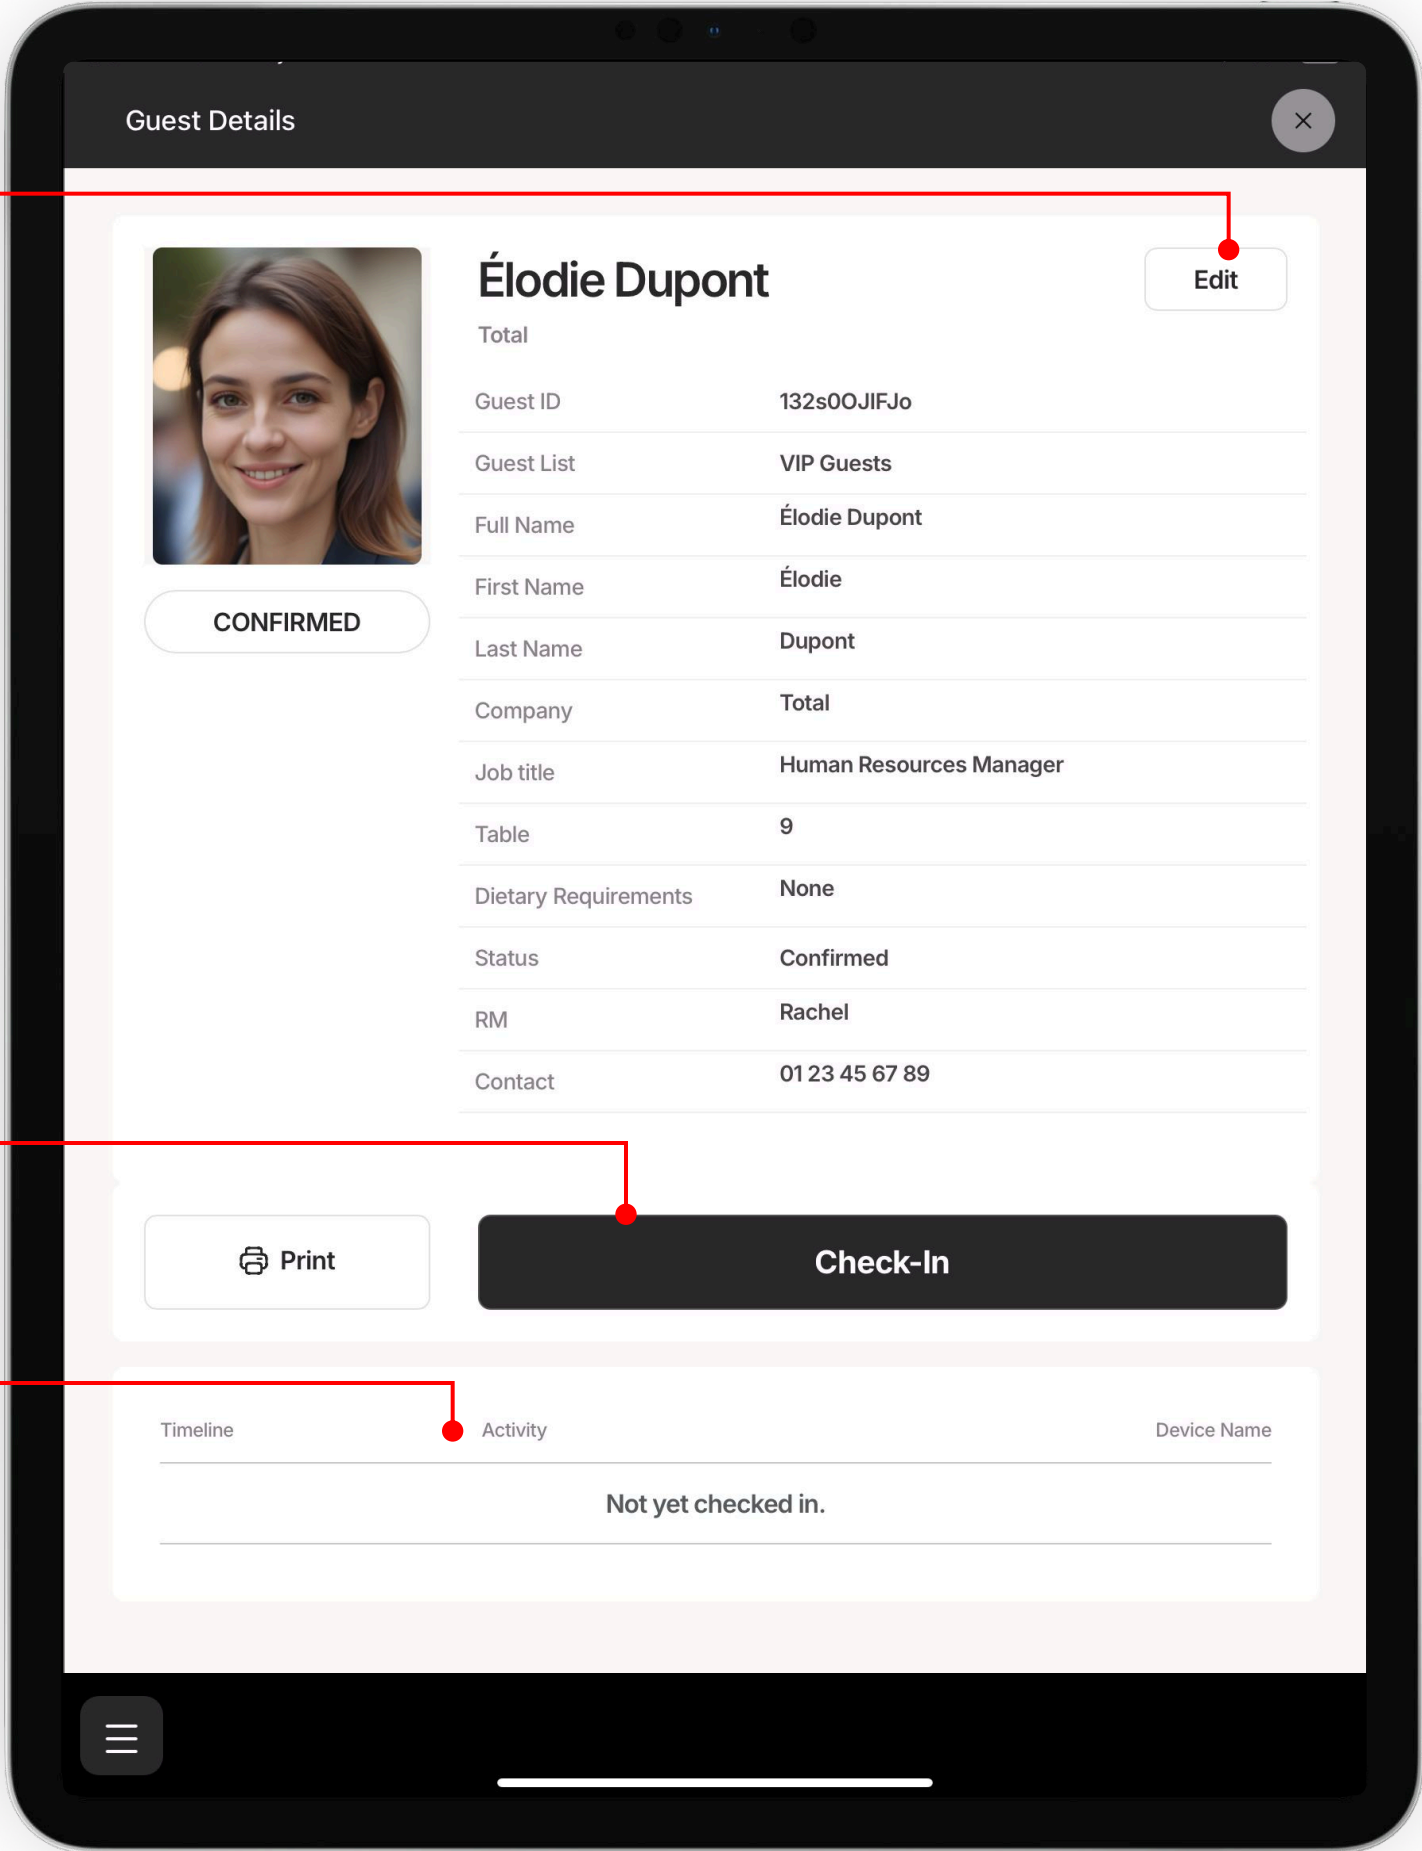 Guest Details
Élodie Dupont
Edit
Total
Guest ID 132s0OJIFJo
Guest List VIP Guests
Full Name Élodie Dupont
First Name Élodie
CONFIRMED
Last Name Dupont
Company Total
Job title Human Resources Manager
Table 9
Dietary Requirements None
Status Confirmed
RM Rachel
Contact 01 23 45 67 89
Print
Check-In
Timeline Activity Device Name
Not yet checked in.